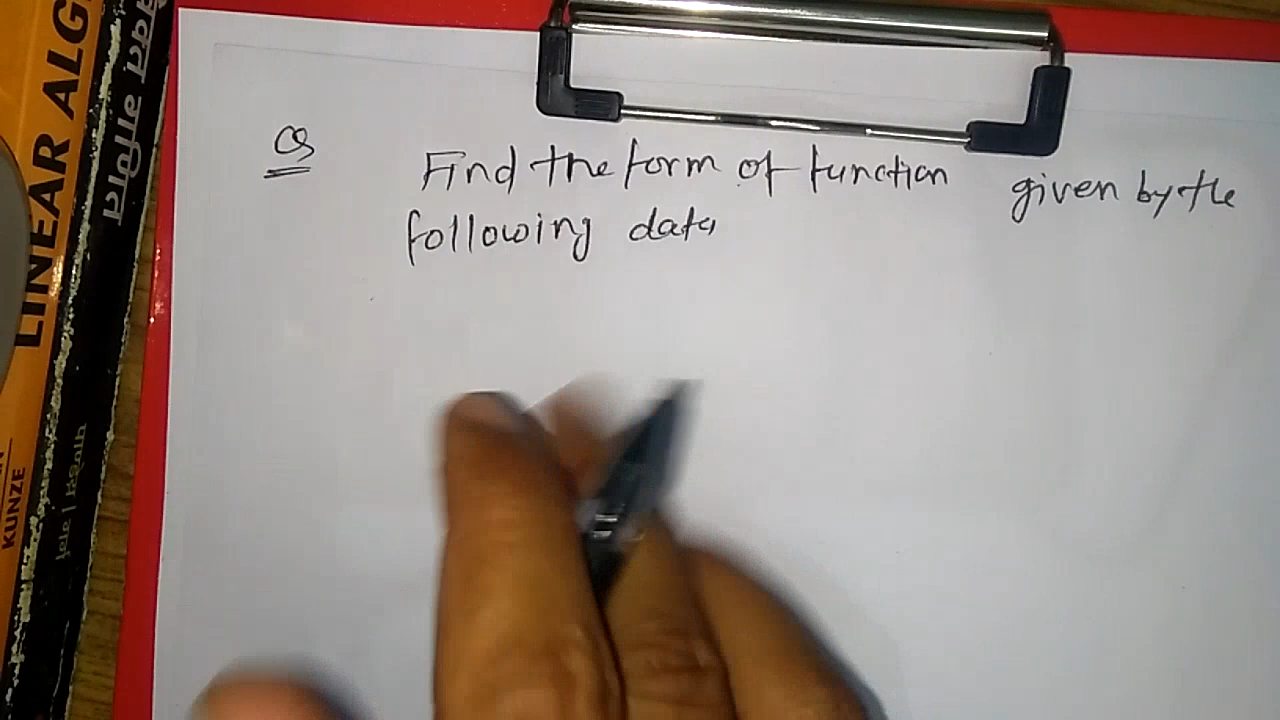 Q
Find the form of function given by the
following data
LINEAR ALG
KUNZE